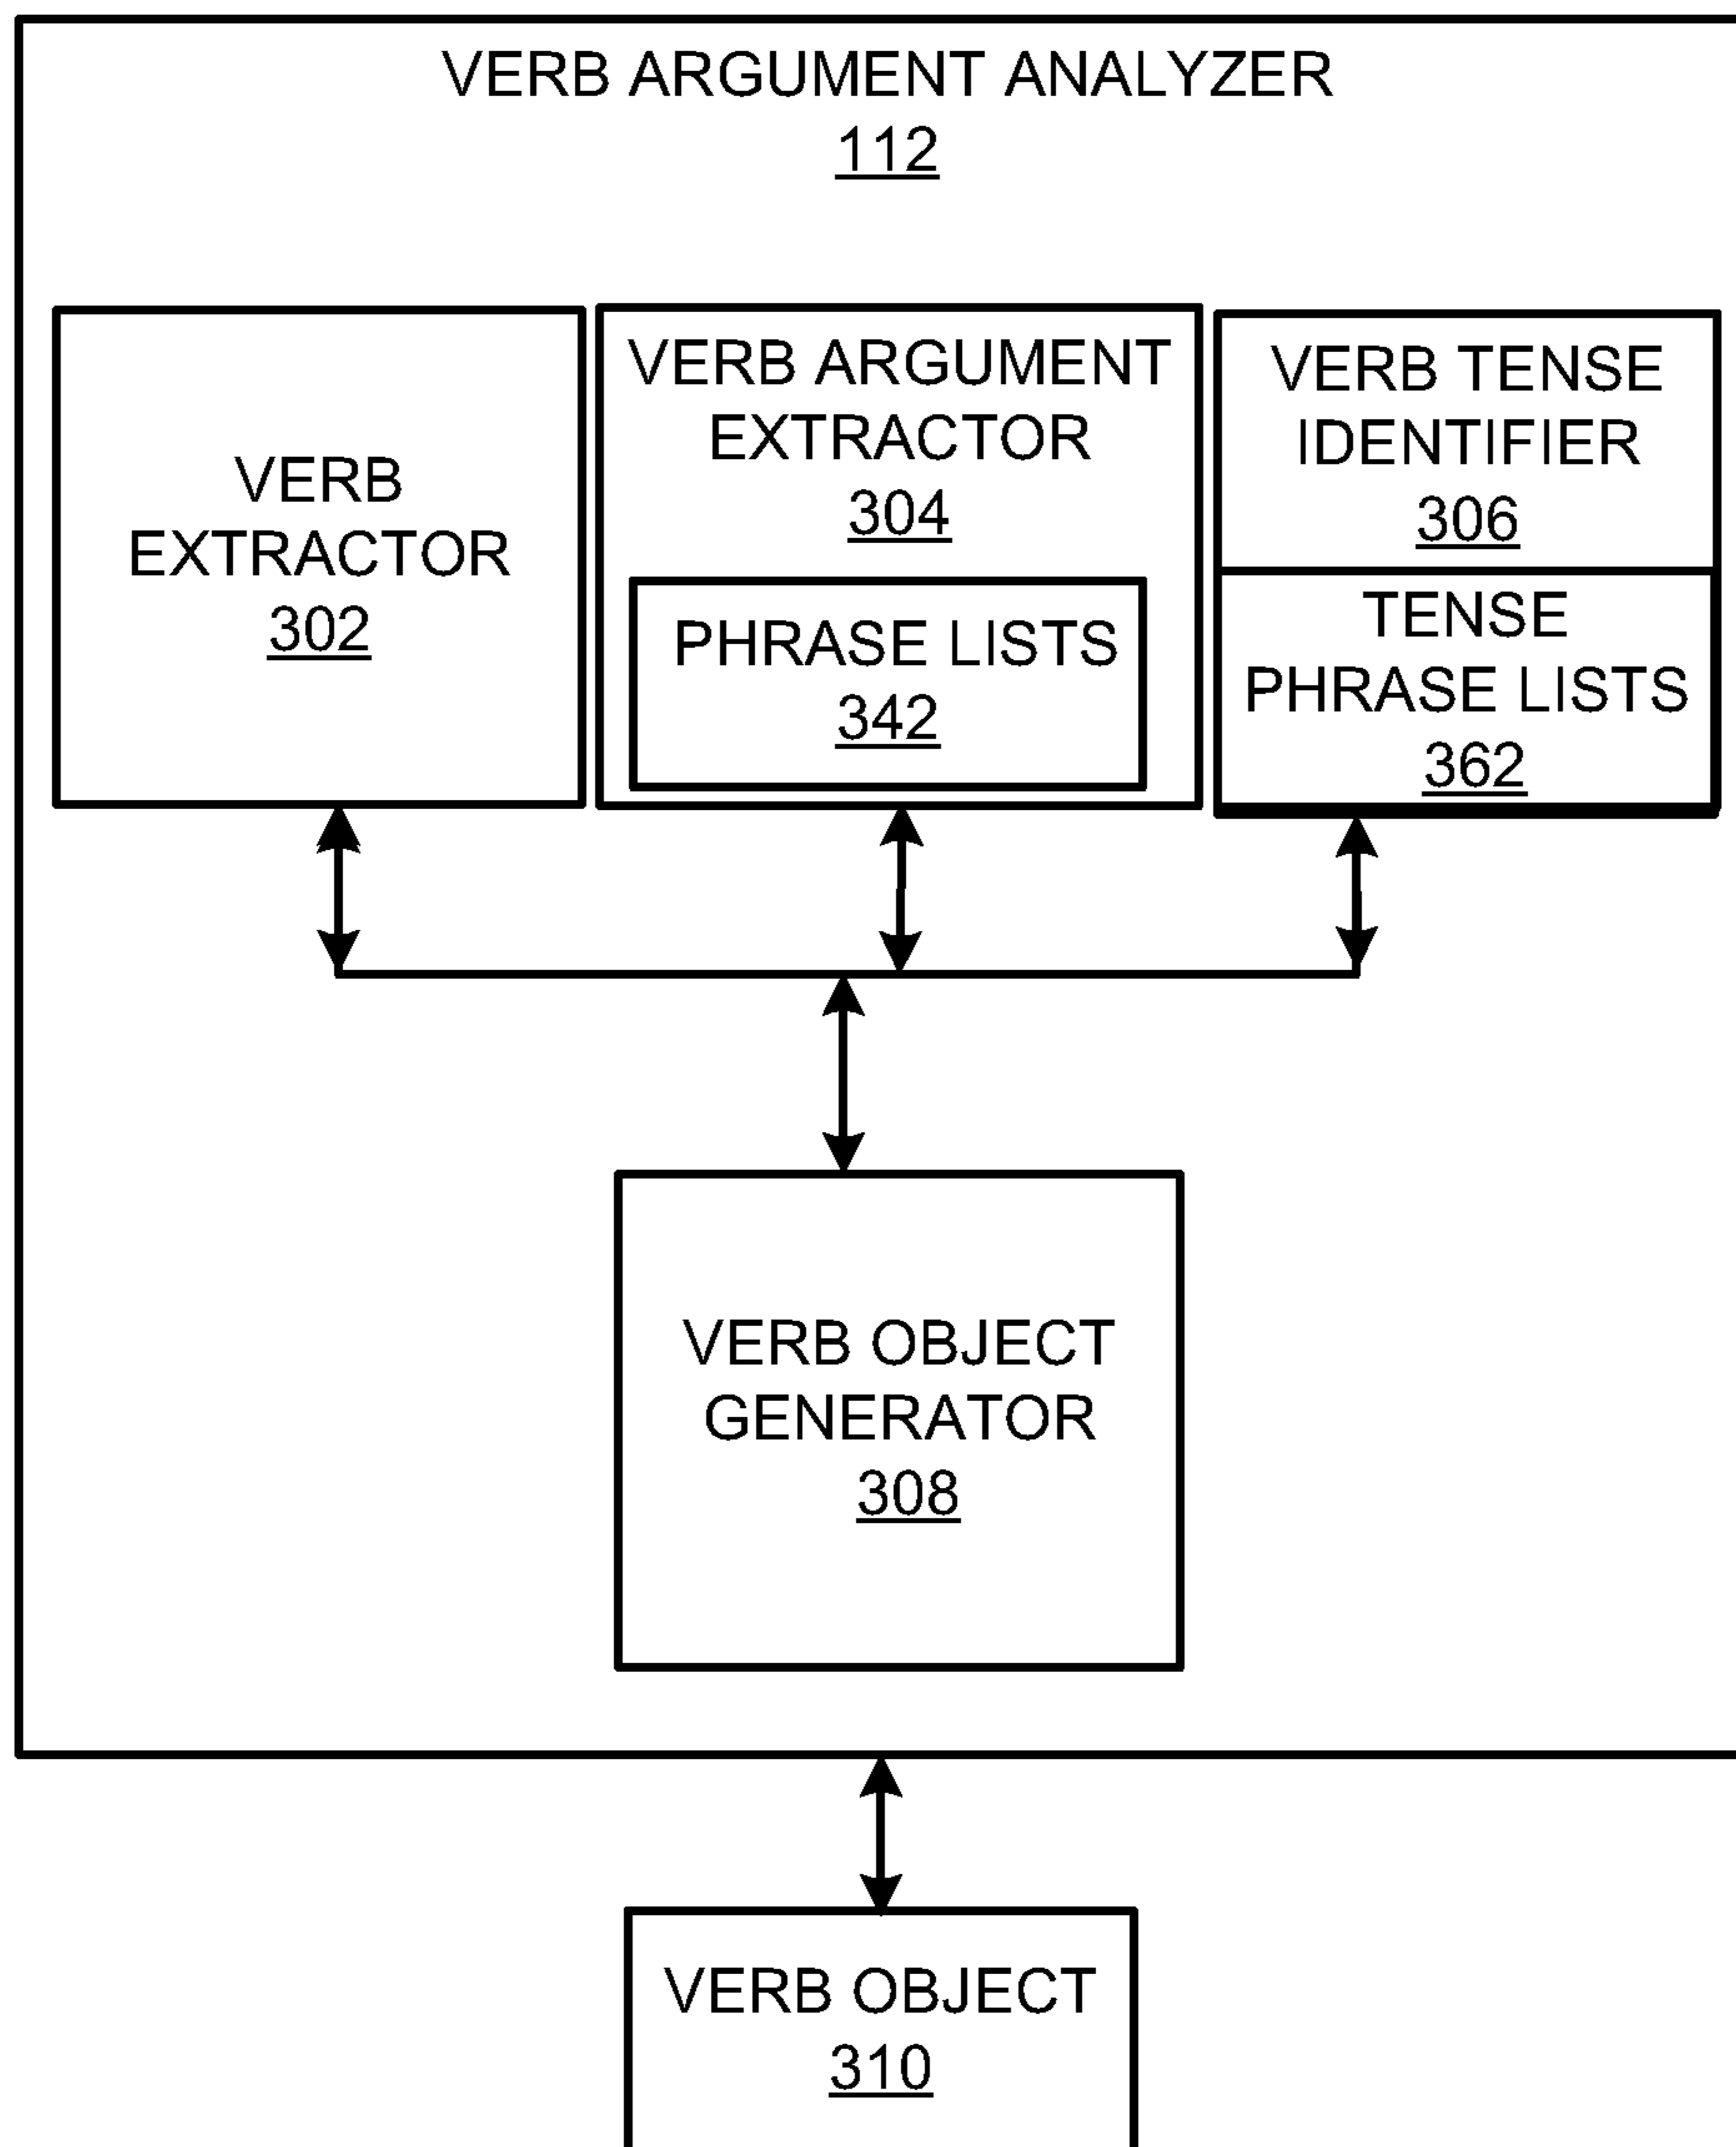 VERB ARGUMENT ANALYZER
112
VERB
EXTRACTOR
302
VERB ARGUMENT
EXTRACTOR
304
PHRASE LISTS
342
VERB TENSE
IDENTIFIER
306
TENSE
PHRASE LISTS
362
VERB OBJECT
GENERATOR
308
VERB OBJECT
310